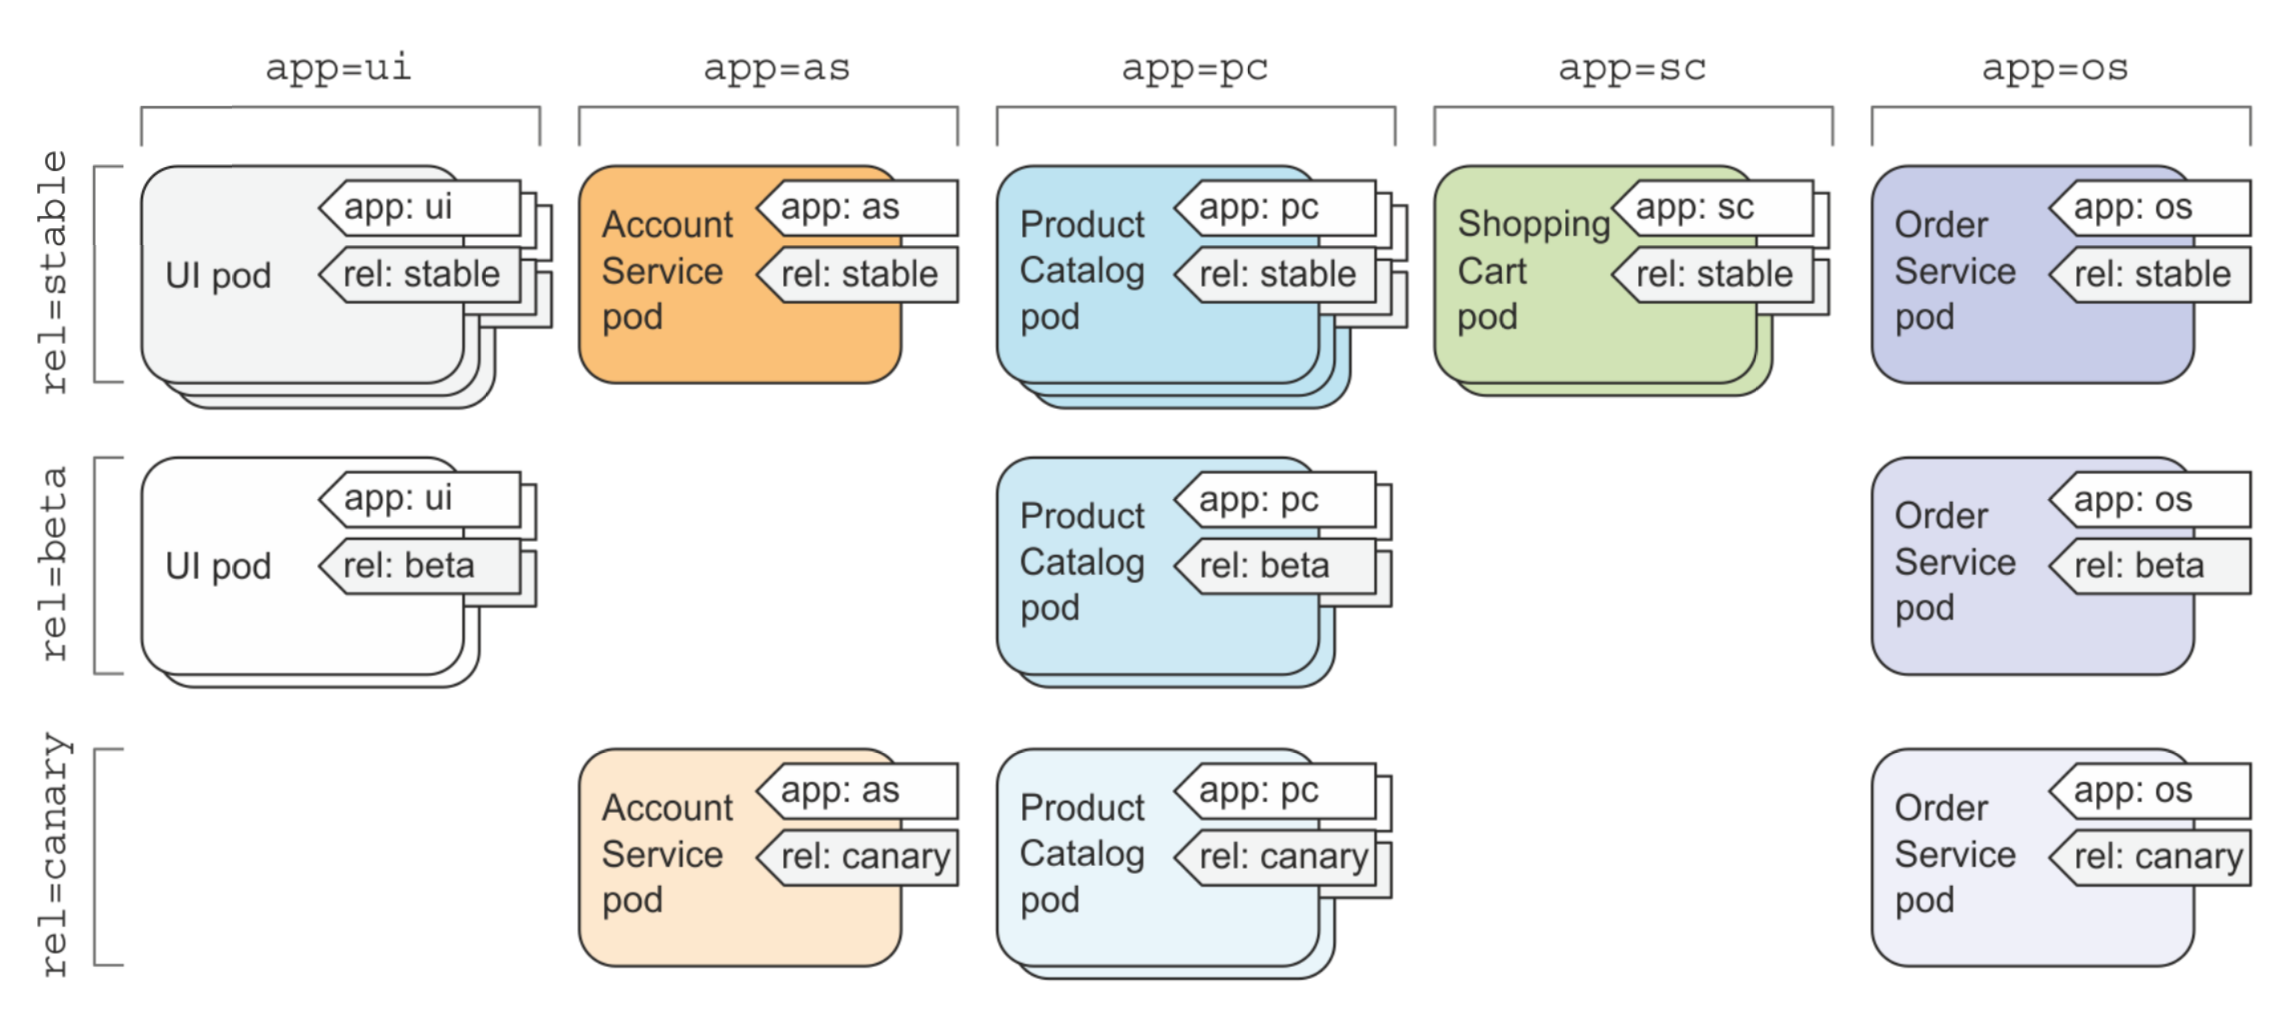 app=ui
app=as
app=pc
app=sc
app=os
rel=stable
UI pod
app: ui
rel: stable
Account
Service
pod
app: as
rel: stable
Product
Catalog
pod
app: pc
rel: stable
Shopping
Cart
pod
app: sc
rel: stable
Order
Service
pod
app: os
rel: stable
rel=beta
UI pod
app: ui
rel: beta
Product
Catalog
pod
app: pc
rel: beta
Order
Service
pod
app: os
rel: beta
rel=canary
Account
Service
pod
app: as
rel: canary
Product
Catalog
pod
app: pc
rel: canary
Order
Service
pod
app: os
rel: canary